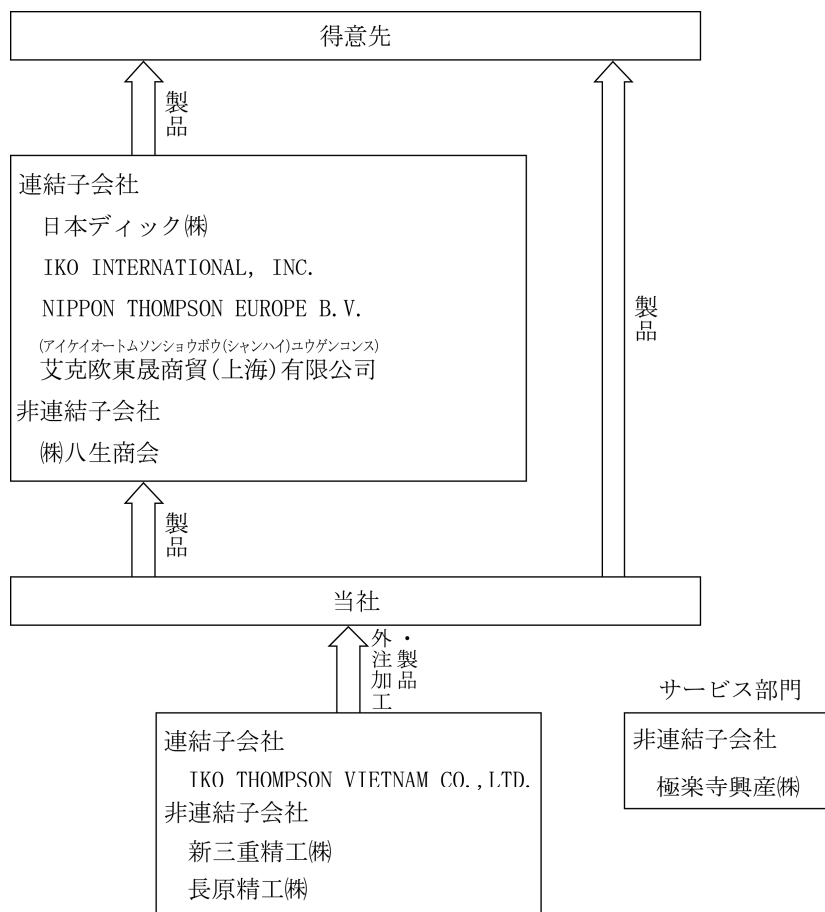 得意先
製品
連結子会社
日本ディック㈱
IKO INTERNATIONAL, INC.
NIPPON THOMPSON EUROPE B.V.
(アイケイオートムソンショウボウ(シャンハイ)ユウゲンコンス)
艾克欧東晟商貿(上海)有限公司
非連結子会社
㈱八生商会
製品
製品
当社
・製品
外注加工
連結子会社
IKO THOMPSON VIETNAM CO.,LTD.
非連結子会社
新三重精工㈱
長原精工㈱
サービス部門
非連結子会社
極楽寺興産㈱